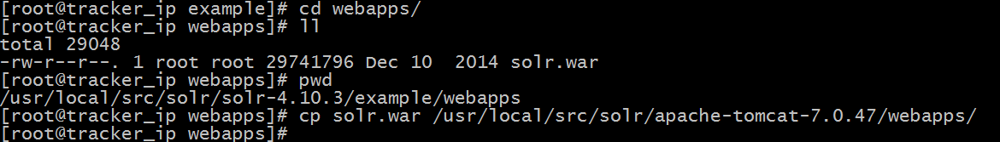 [root@tracker_ip example]# cd webapps/
[root@tracker_ip webapps]# ll
total 29048
-rw-r--r--. 1 root root 29741796 Dec 10  2014 solr.war
[root@tracker_ip webapps]# pwd
/usr/local/src/solr/solr-4.10.3/example/webapps
[root@tracker_ip webapps]# cp solr.war /usr/local/src/solr/apache-tomcat-7.0.47/webapps/
[root@tracker_ip webapps]#